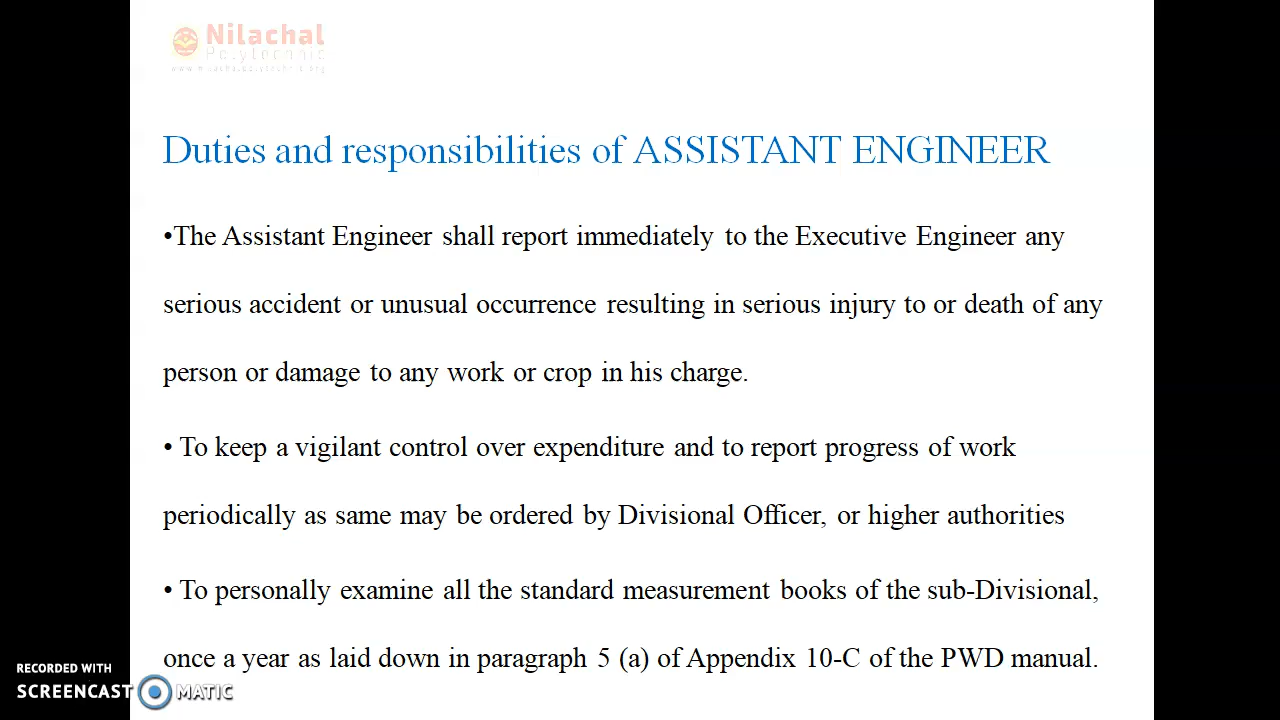 Nilachal
Polytechnic
Duties and responsibilities of ASSISTANT ENGINEER
•The Assistant Engineer shall report immediately to the Executive Engineer any
serious accident or unusual occurrence resulting in serious injury to or death of any
person or damage to any work or crop in his charge.
• To keep a vigilant control over expenditure and to report progress of work
periodically as same may be ordered by Divisional Officer, or higher authorities
• To personally examine all the standard measurement books of the sub-Divisional,
once a year as laid down in paragraph 5 (a) of Appendix 10-C of the PWD manual.
RECORDED WITH
SCREENCAST MATIC